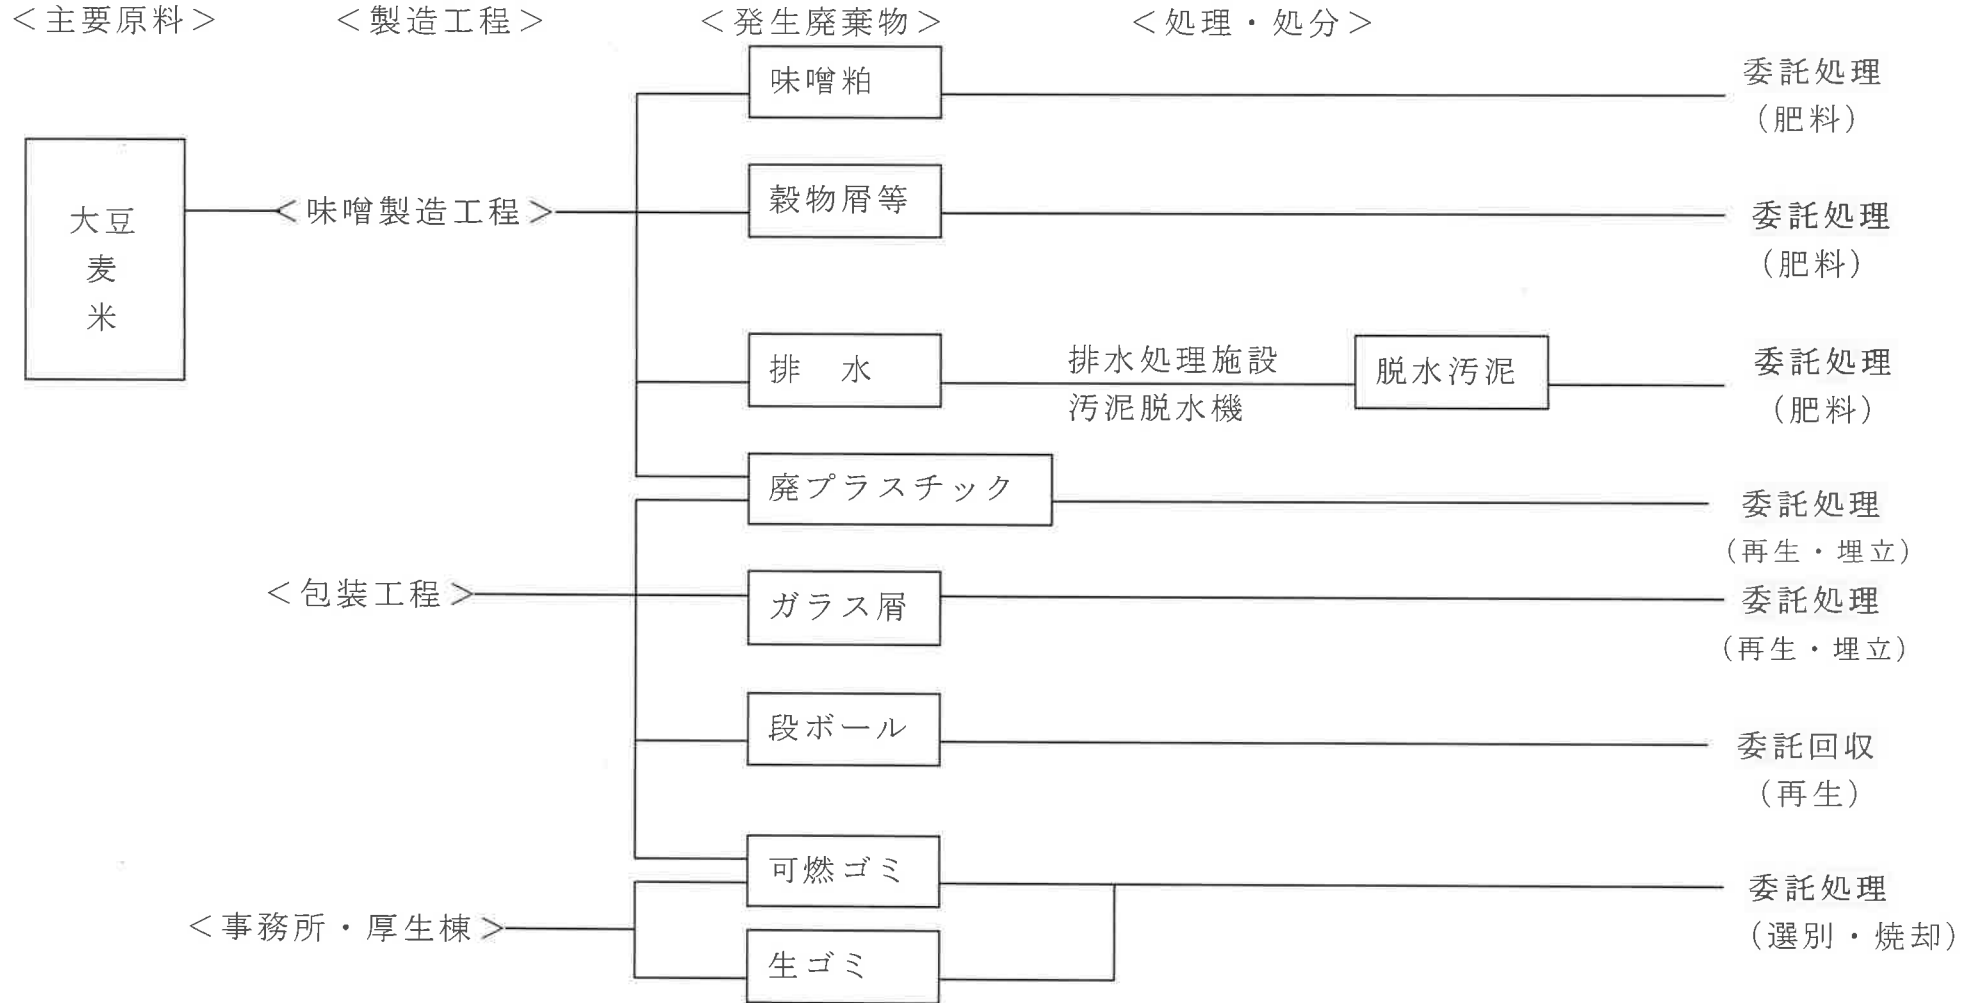 ＜主要原料＞　＜製造工程＞　＜発生廃棄物＞　＜処理・処分＞
味噌粕
委託処理
（肥料）
大豆
麦
米
＜味噌製造工程＞
穀物屑等
委託処理
（肥料）
排　水
排水処理施設
汚泥脱水機
脱水汚泥
委託処理
（肥料）
廃プラスチック
委託処理
（再生・埋立）
＜包装工程＞
ガラス屑
委託処理
（再生・埋立）
段ボール
委託回収
（再生）
可燃ゴミ
委託処理
（選別・焼却）
＜事務所・厚生棟＞
生ゴミ